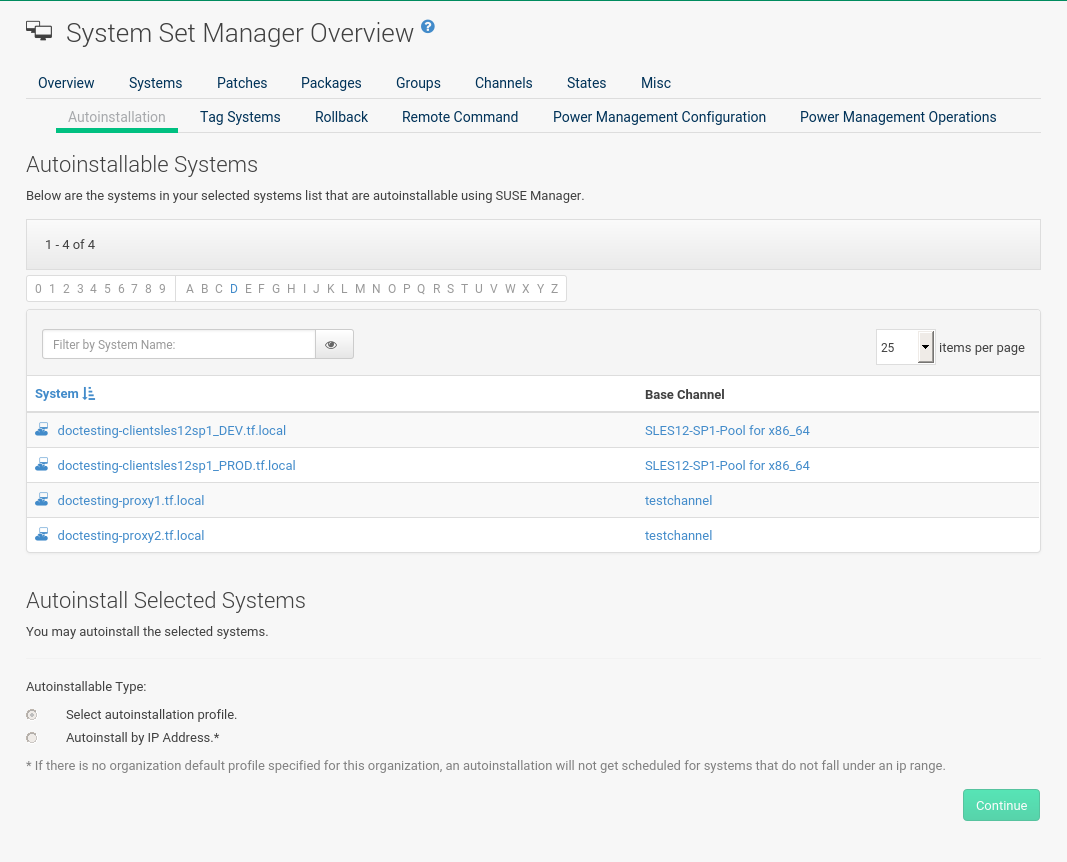 System Set Manager Overview ?
Overview Systems Patches Packages Groups Channels States Misc
Autoinstallation Tag Systems Rollback Remote Command Power Management Configuration Power Management Operations
Autoinstallable Systems
Below are the systems in your selected systems list that are autoinstallable using SUSE Manager.
1 - 4 of 4
0 1 2 3 4 5 6 7 8 9 A B C D E F G H I J K L M N O P Q R S T U V W X Y Z
Filter by System Name: 25 items per page
System Base Channel
doctesting-clientsles12sp1_DEV.tf.local SLES12-SP1-Pool for x86_64
doctesting-clientsles12sp1_PROD.tf.local SLES12-SP1-Pool for x86_64
doctesting-proxy1.tf.local testchannel
doctesting-proxy2.tf.local testchannel
Autoinstall Selected Systems
You may autoinstall the selected systems.
Autoinstallable Type:
Select autoinstallation profile.
Autoinstall by IP Address.*
* If there is no organization default profile specified for this organization, an autoinstallation will not get scheduled for systems that do not fall under an ip range.
Continue